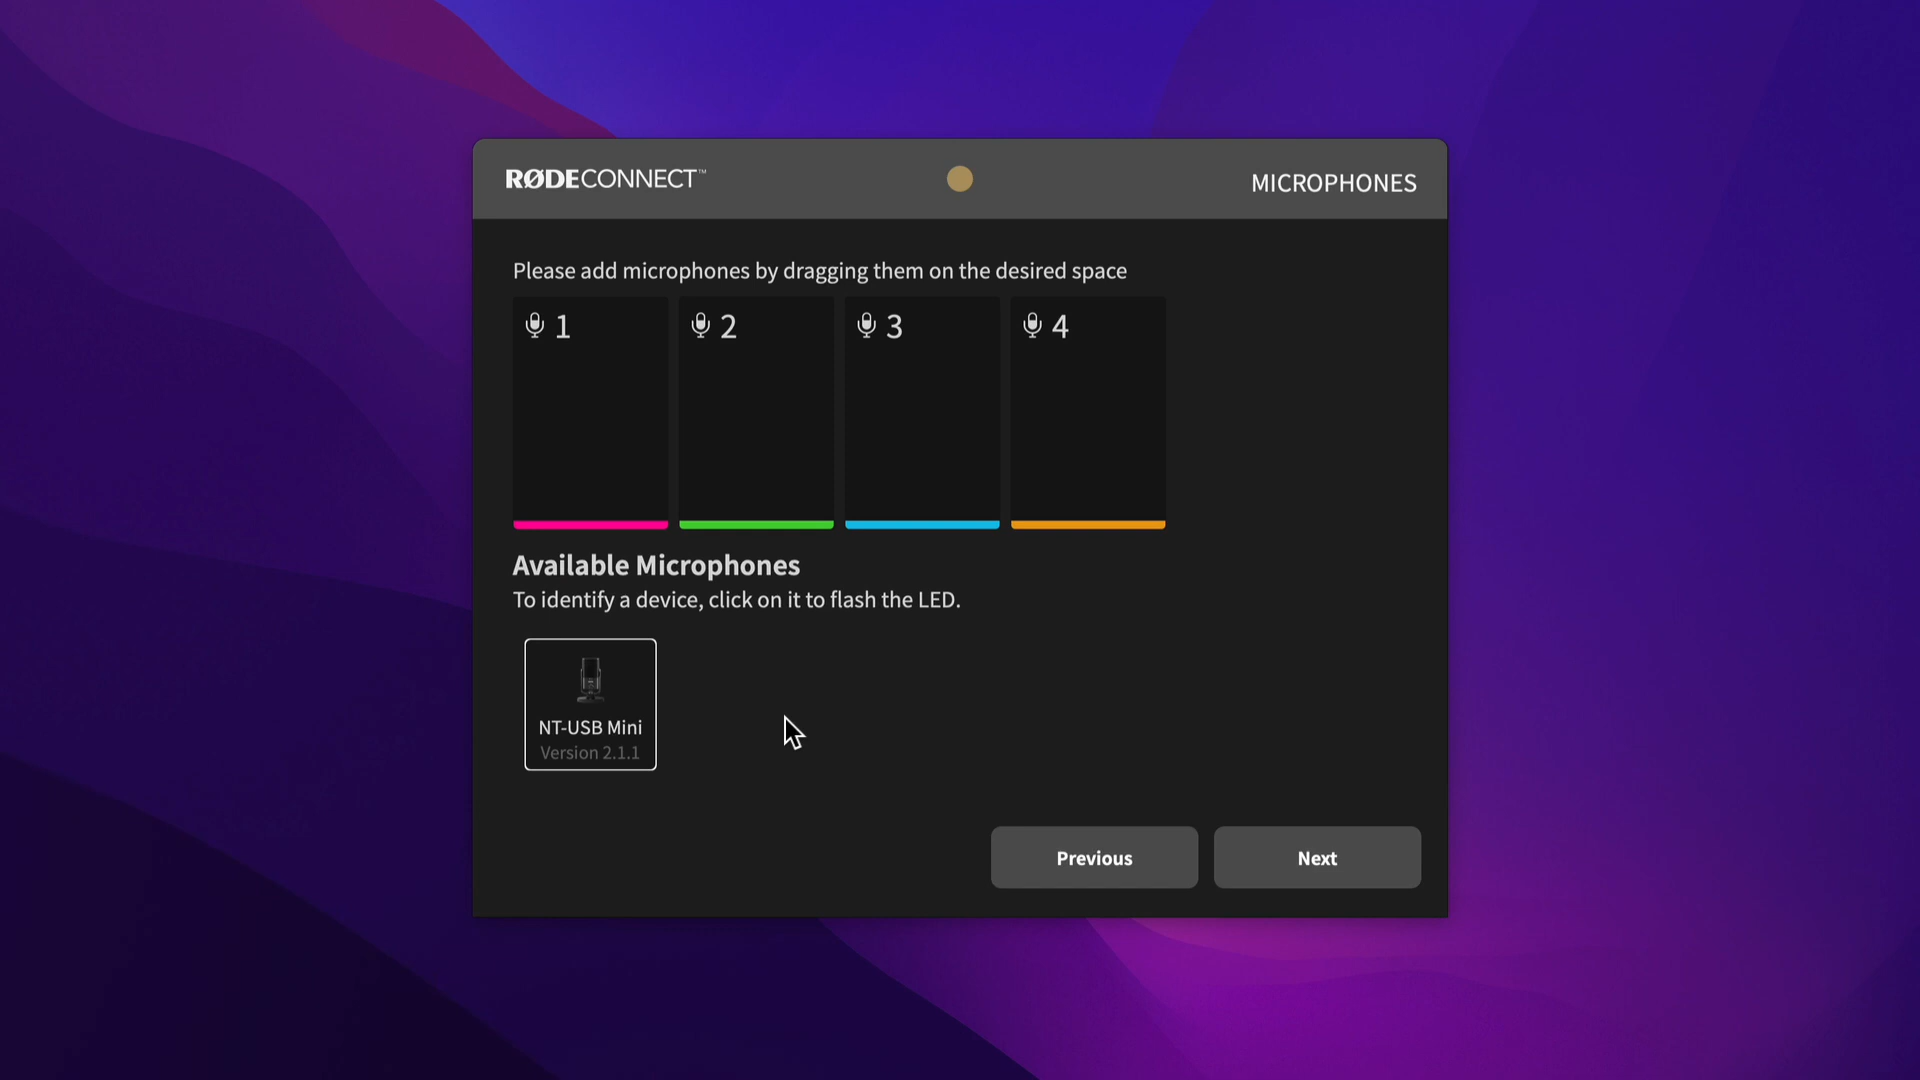 RØDECONNECT™
MICROPHONES
Please add microphones by dragging them on the desired space
1
2
3
4
Available Microphones
To identify a device, click on it to flash the LED.
NT-USB Mini
Version 2.1.1
Previous
Next